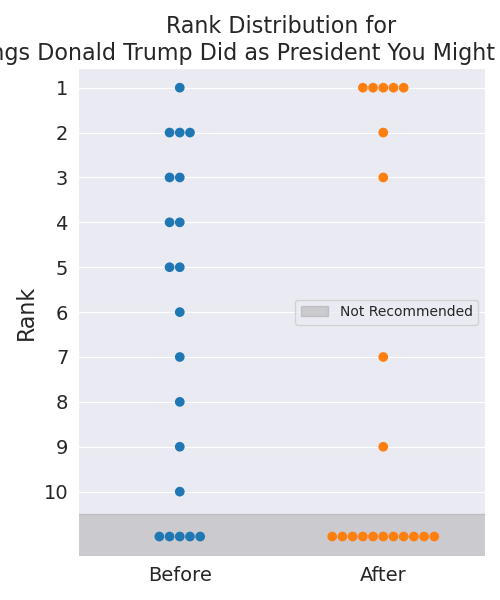 Rank Distribution for
ngs Donald Trump Did as President You Might
1
2
3
4
5
6
7
8
9
10
Rank
Not Recommended
Before
After